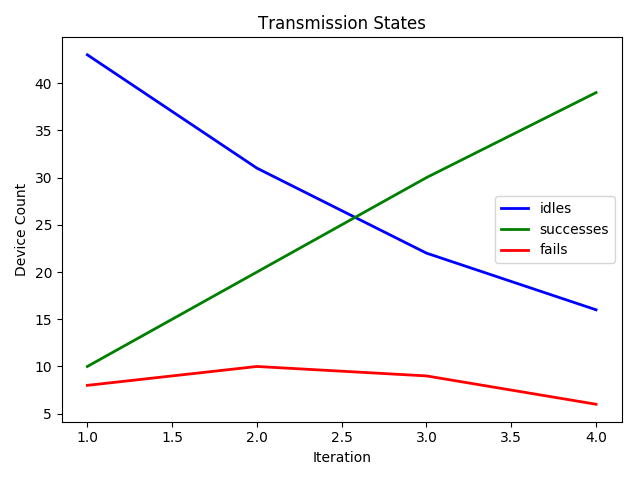 Transmission States
Device Count
40
35
30
25
20
15
10
5
idles
successes
fails
1.0 1.5 2.0 2.5 3.0 3.5 4.0
Iteration